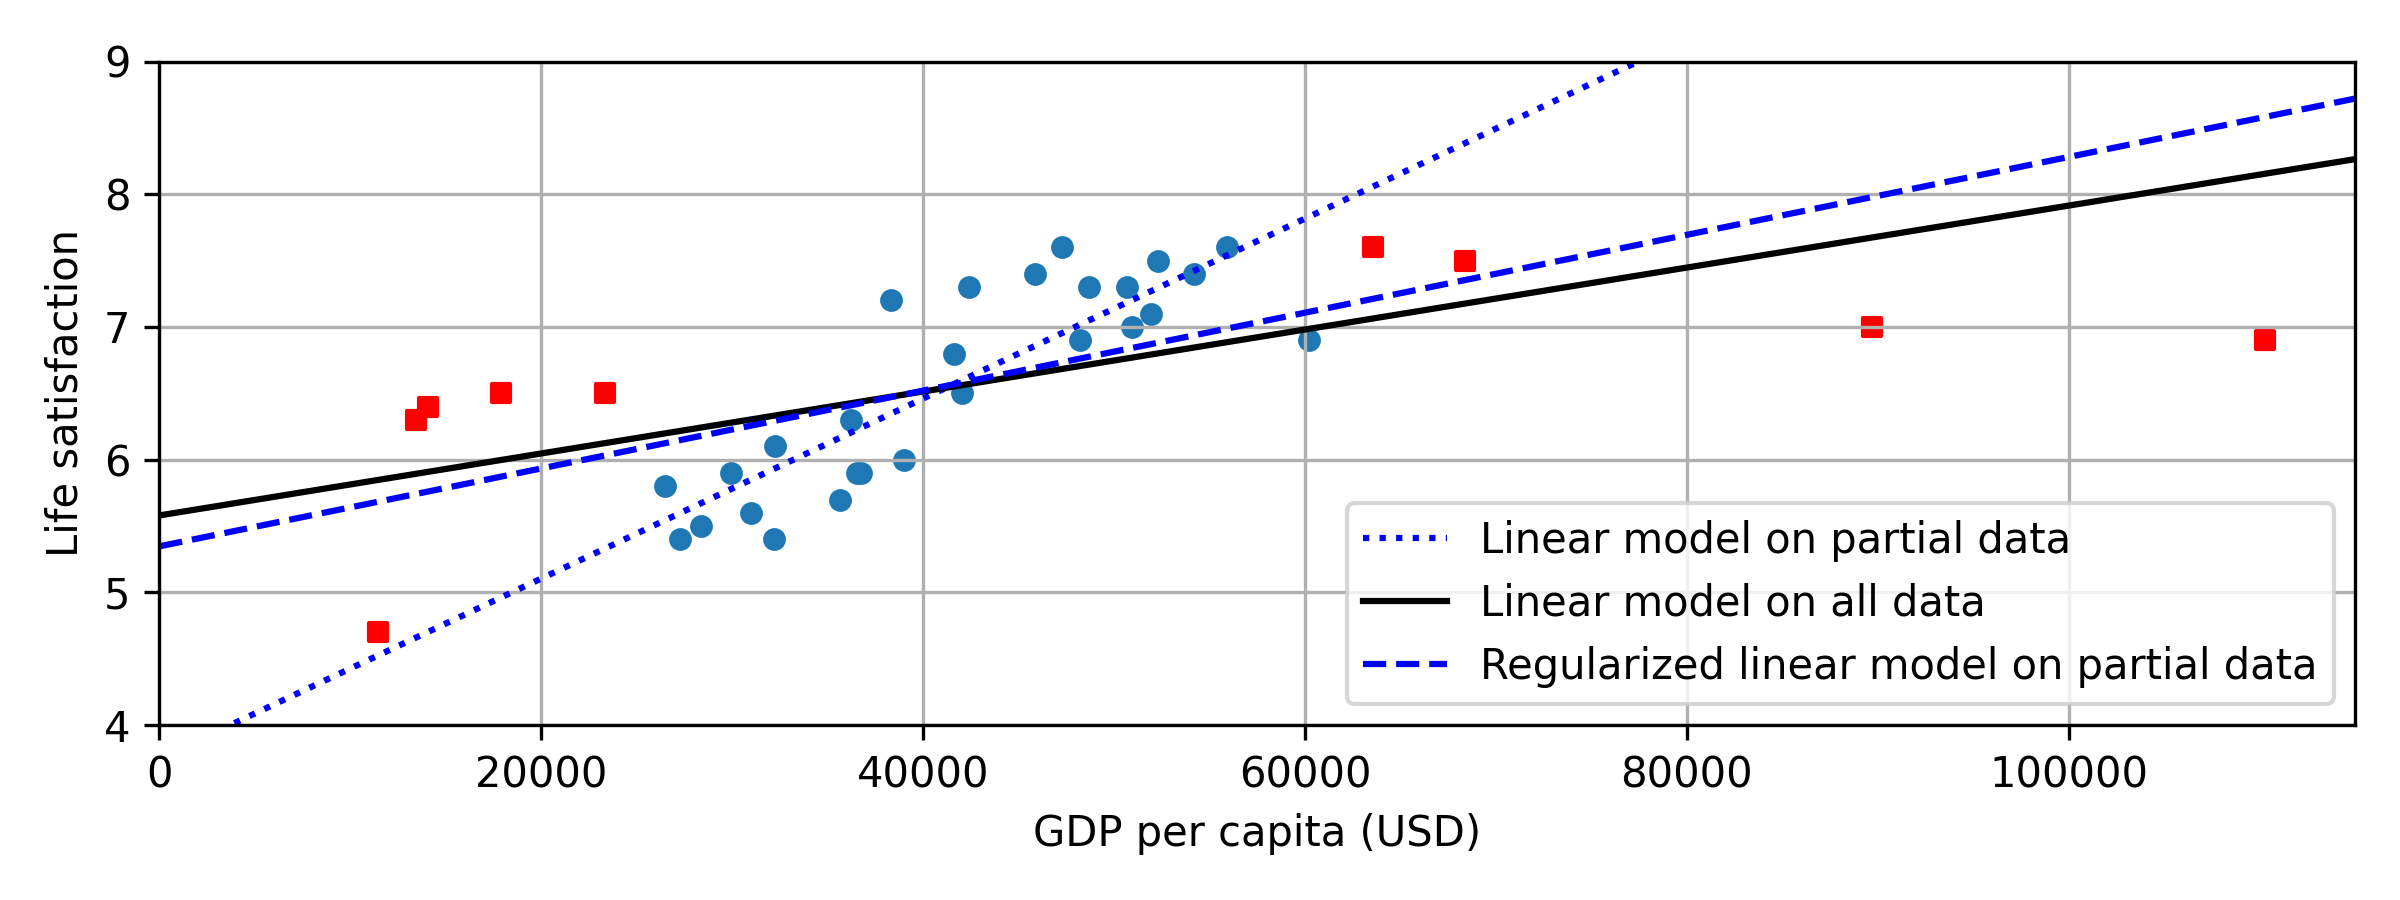 9
8
7
6
5
4
Life satisfaction
0 20000 40000 60000 80000 100000
GDP per capita (USD)
Linear model on partial data
Linear model on all data
Regularized linear model on partial data